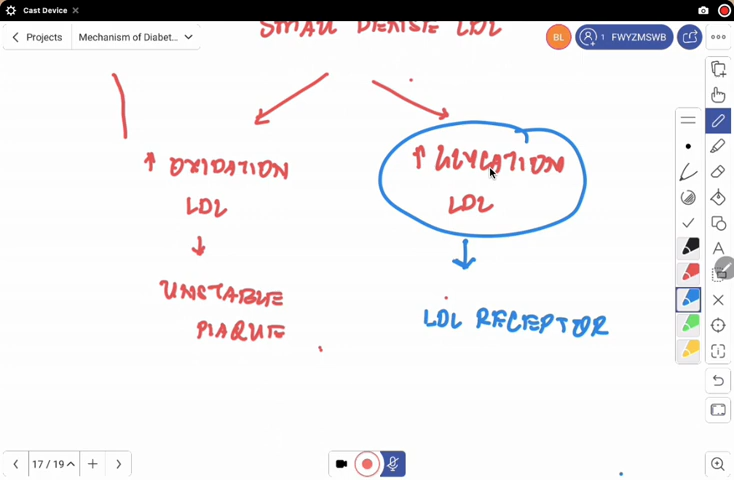 Cast Device
Projects
Mechanism of Diabet...
BL
1 FWYZMSWB
SMALL DENSE LDL
↑ OXIDATION
LDL
↓
UNSTABLE
PLAQUE
↑ GLYCATION
LDL
↓
LDL RECEPTOR
A
17 / 19